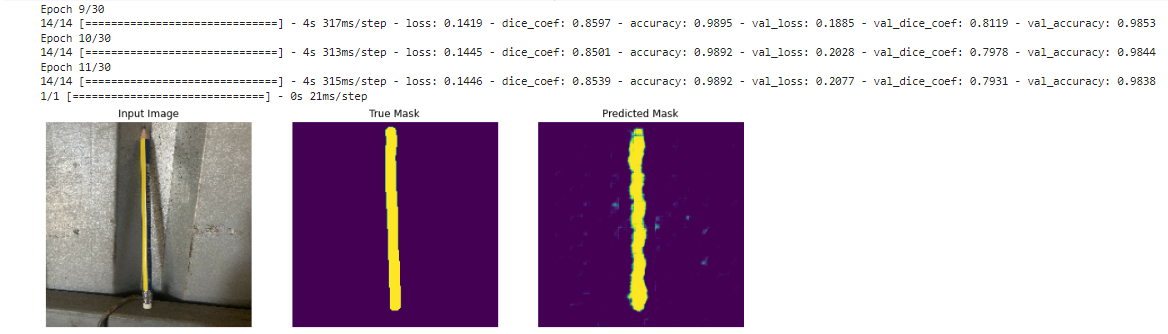 Epoch 9/30
14/14 [==============================] - 4s 317ms/step - loss: 0.1419 - dice_coef: 0.8597 - accuracy: 0.9895 - val_loss: 0.1885 - val_dice_coef: 0.8119 - val_accuracy: 0.9853
Epoch 10/30
14/14 [==============================] - 4s 313ms/step - loss: 0.1445 - dice_coef: 0.8501 - accuracy: 0.9892 - val_loss: 0.2028 - val_dice_coef: 0.7978 - val_accuracy: 0.9844
Epoch 11/30
14/14 [==============================] - 4s 315ms/step - loss: 0.1446 - dice_coef: 0.8539 - accuracy: 0.9892 - val_loss: 0.2077 - val_dice_coef: 0.7931 - val_accuracy: 0.9838
1/1 [==============================] - 0s 21ms/step
Input Image True Mask Predicted Mask